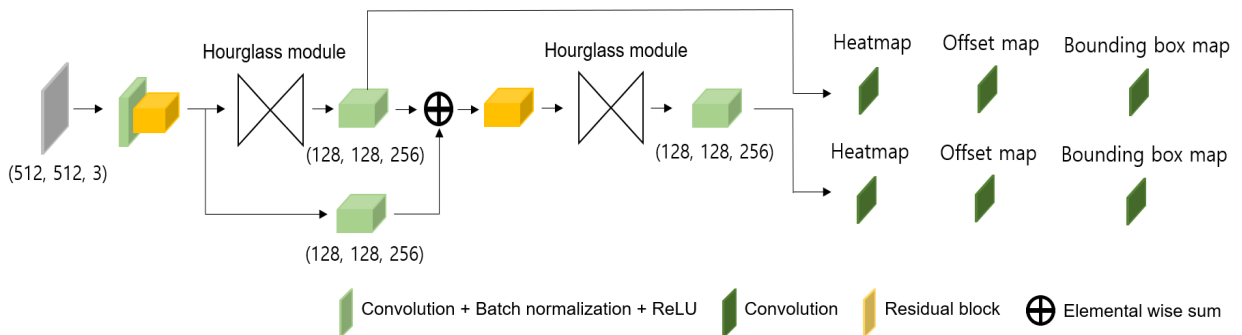 Hourglass module
Hourglass module
Heatmap
Offset map
Bounding box map
(512, 512, 3)
(128, 128, 256)
(128, 128, 256)
Heatmap
Offset map
Bounding box map
(128, 128, 256)
Convolution + Batch normalization + ReLU
Convolution
Residual block
Elemental wise sum